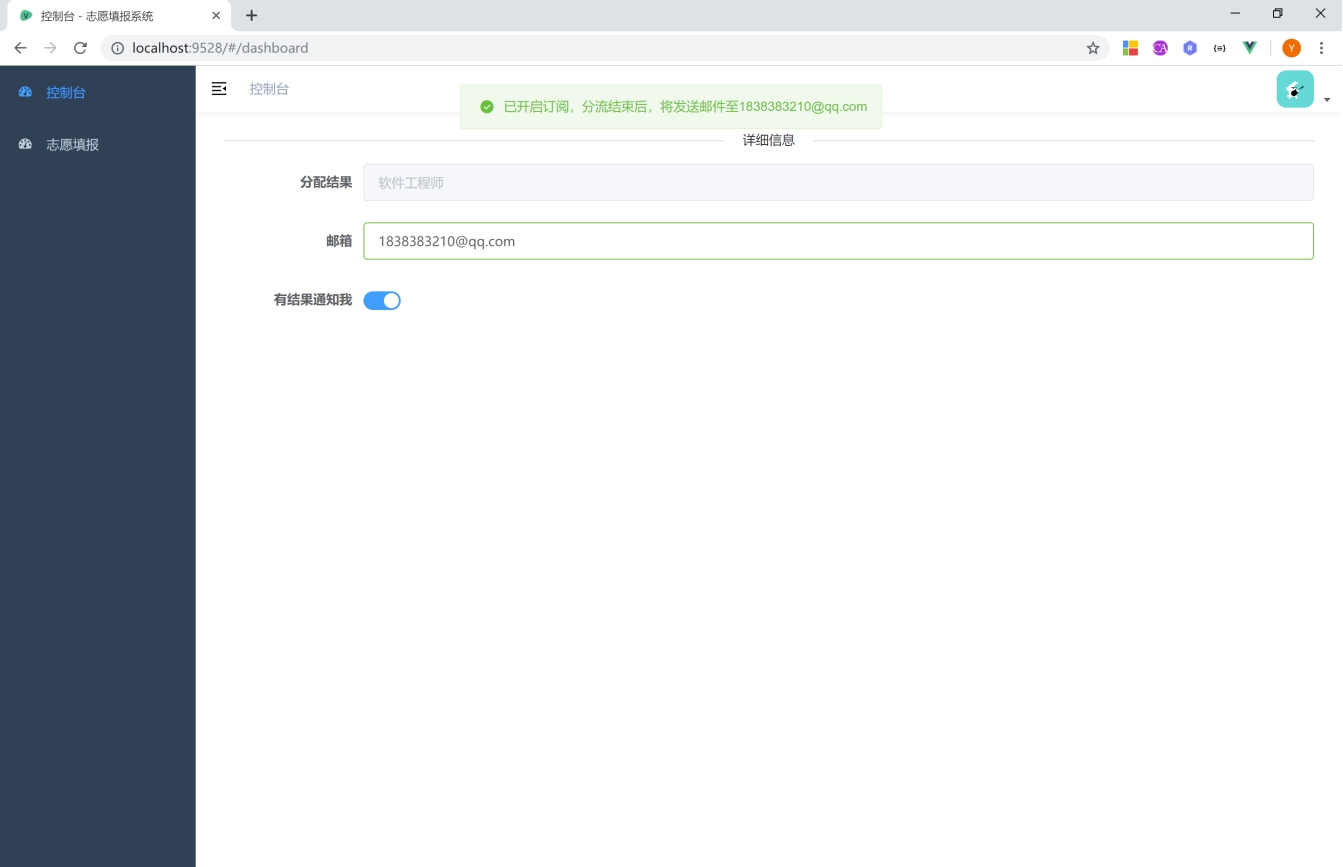 控制台 - 志愿填报系统
localhost:9528/#/dashboard
CA
R
{=}
Y
控制台
志愿填报
控制台
已开启订阅，分流结束后，将发送邮件至1838383210@qq.com
详细信息
分配结果
软件工程师
邮箱
1838383210@qq.com
有结果通知我